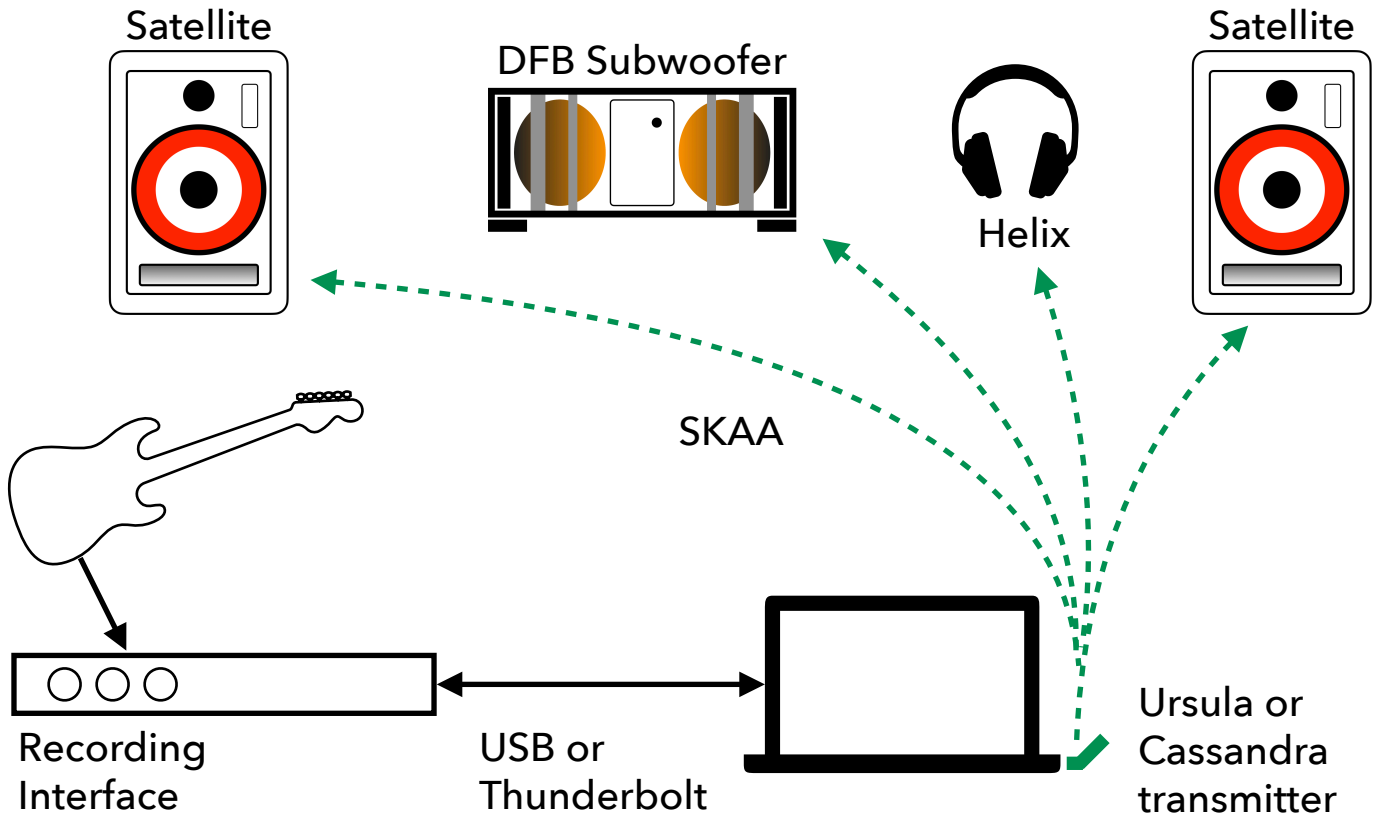 Satellite
DFB Subwoofer
Satellite
Helix
SKAA
Recording
Interface
USB or
Thunderbolt
Ursula or
Cassandra
transmitter